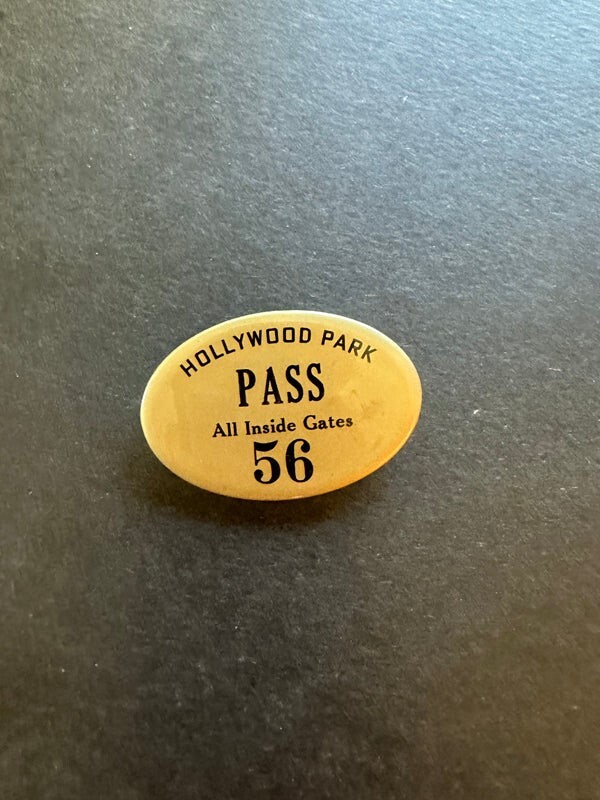 HOLLYWOOD PARK
PASS
All Inside Gates
56